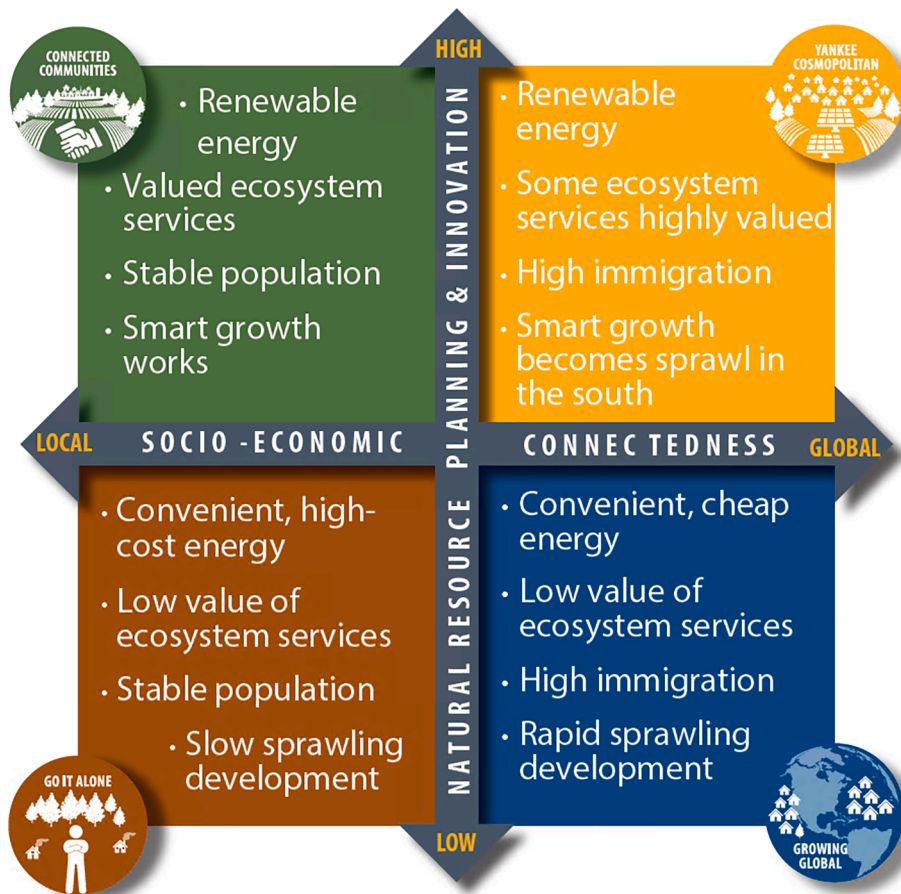 CONNECTED
COMMUNITIES
• Renewable
energy
• Valued ecosystem
services
• Stable population
• Smart growth
works
HIGH
YANKEE
COSMOPOLITAN
• Renewable
energy
• Some ecosystem
services highly valued
• High immigration
• Smart growth
becomes sprawl in
the south
NATURAL RESOURCE PLANNING & INNOVATION
LOCAL
SOCIO -ECONOMIC
CONNEC TEDNESS
GLOBAL
• Convenient, high-
cost energy
• Low value of
ecosystem services
• Stable population
• Slow sprawling
development
GO IT ALONE
LOW
• Convenient, cheap
energy
• Low value of
ecosystem services
• High immigration
• Rapid sprawling
development
GROWING
GLOBAL